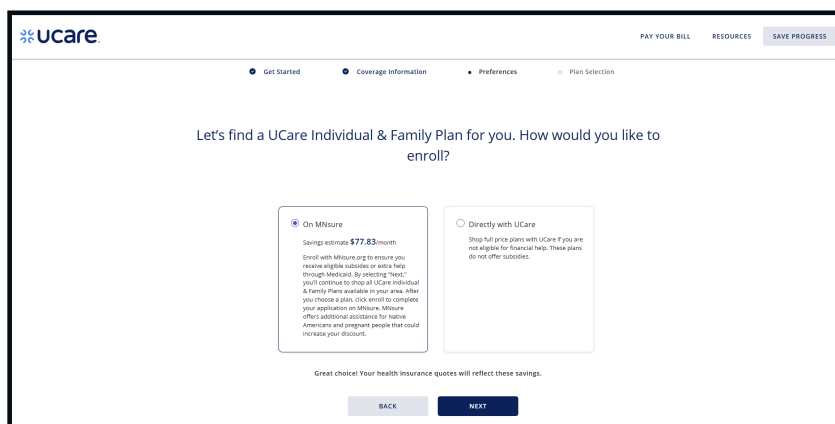 ucare.
PAY YOUR BILL RESOURCES SAVE PROGRESS
Get Started Coverage Information Preferences Plan Selection
Let's find a UCare Individual & Family Plan for you. How would you like to
enroll?
On MNsure
Savings estimate $77.83/month
Enroll with MNsure.org to ensure you
receive eligible subsides or extra help
through Medicaid. By selecting "Next,"
you'll continue to shop all UCare Individual
& Family Plans available in your area. After
you choose a plan, click enroll to complete
your application on MNsure. MNsure
offers additional assistance for Native
Americans and pregnant people that could
increase your discount.
Directly with UCare
Shop full price plans with UCare if you are
not eligible for financial help. These plans
do not offer subsidies.
Great choice! Your health insurance quotes will reflect these savings.
BACK NEXT